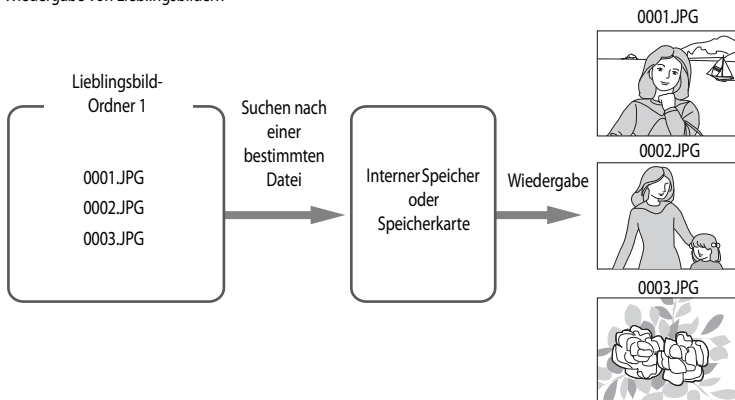 Wiedergabe von Lieblingsbildern
Lieblingsbild-
Ordner 1
0001.JPG
0002.JPG
0003.JPG
Suchen nach
einer
bestimmten
Datei
Interner Speicher
oder
Speicherkarte
Wiedergabe
0001.JPG
0002.JPG
0003.JPG